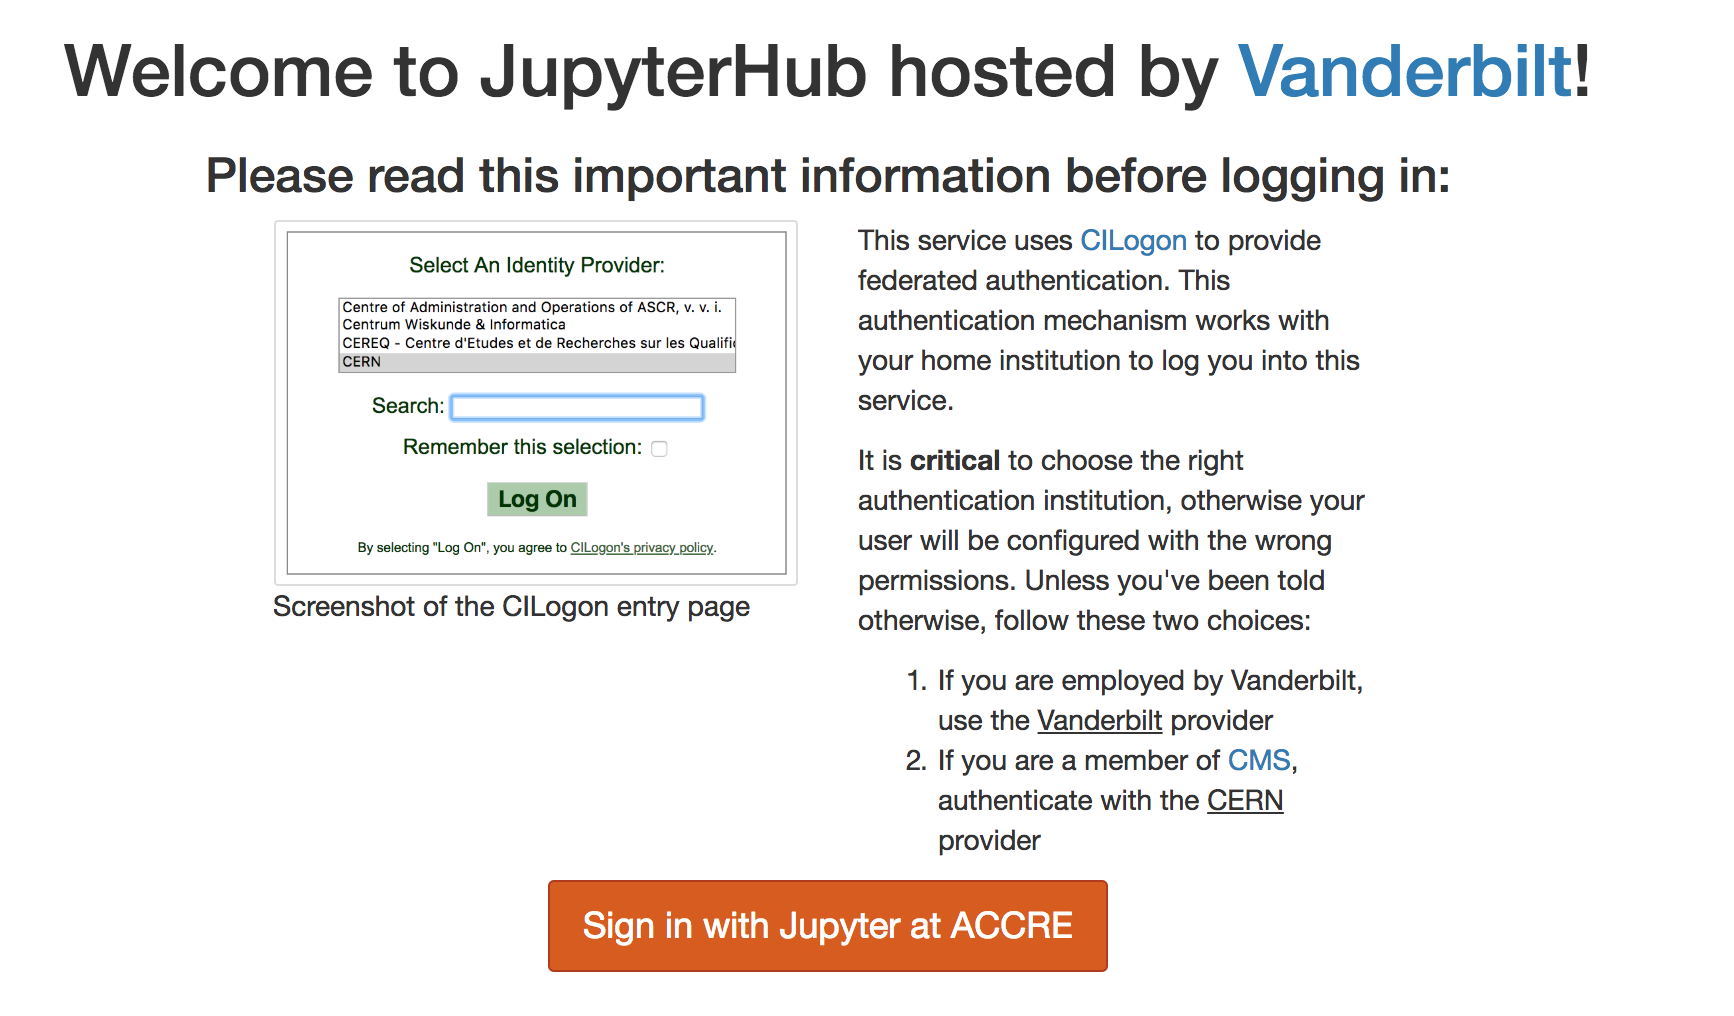 Welcome to JupyterHub hosted by Vanderbilt!
Please read this important information before logging in:
Select An Identity Provider:
Centre of Administration and Operations of ASCR, v. v. i.
Centrum Wiskunde & Informatica
CEREQ - Centre d'Etudes et de Recherches sur les Qualific
CERN
Search:
Remember this selection:
Log On
By selecting "Log On", you agree to CILogon's privacy policy.
Screenshot of the CILogon entry page
This service uses CILogon to provide
federated authentication. This
authentication mechanism works with
your home institution to log you into this
service.
It is critical to choose the right
authentication institution, otherwise your
user will be configured with the wrong
permissions. Unless you've been told
otherwise, follow these two choices:
1. If you are employed by Vanderbilt,
use the Vanderbilt provider
2. If you are a member of CMS,
authenticate with the CERN
provider
Sign in with Jupyter at ACCRE